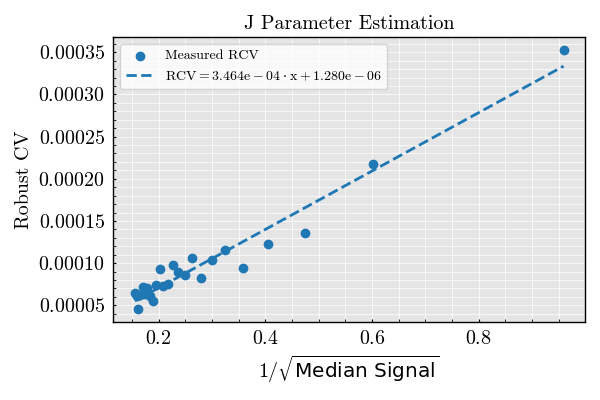 J Parameter Estimation
Measured RCV
RCV = 3.464e − 04 · x + 1.280e − 06
Robust CV
0.00035
0.00030
0.00025
0.00020
0.00015
0.00010
0.00005
0.2 0.4 0.6 0.8
1/√Median Signal